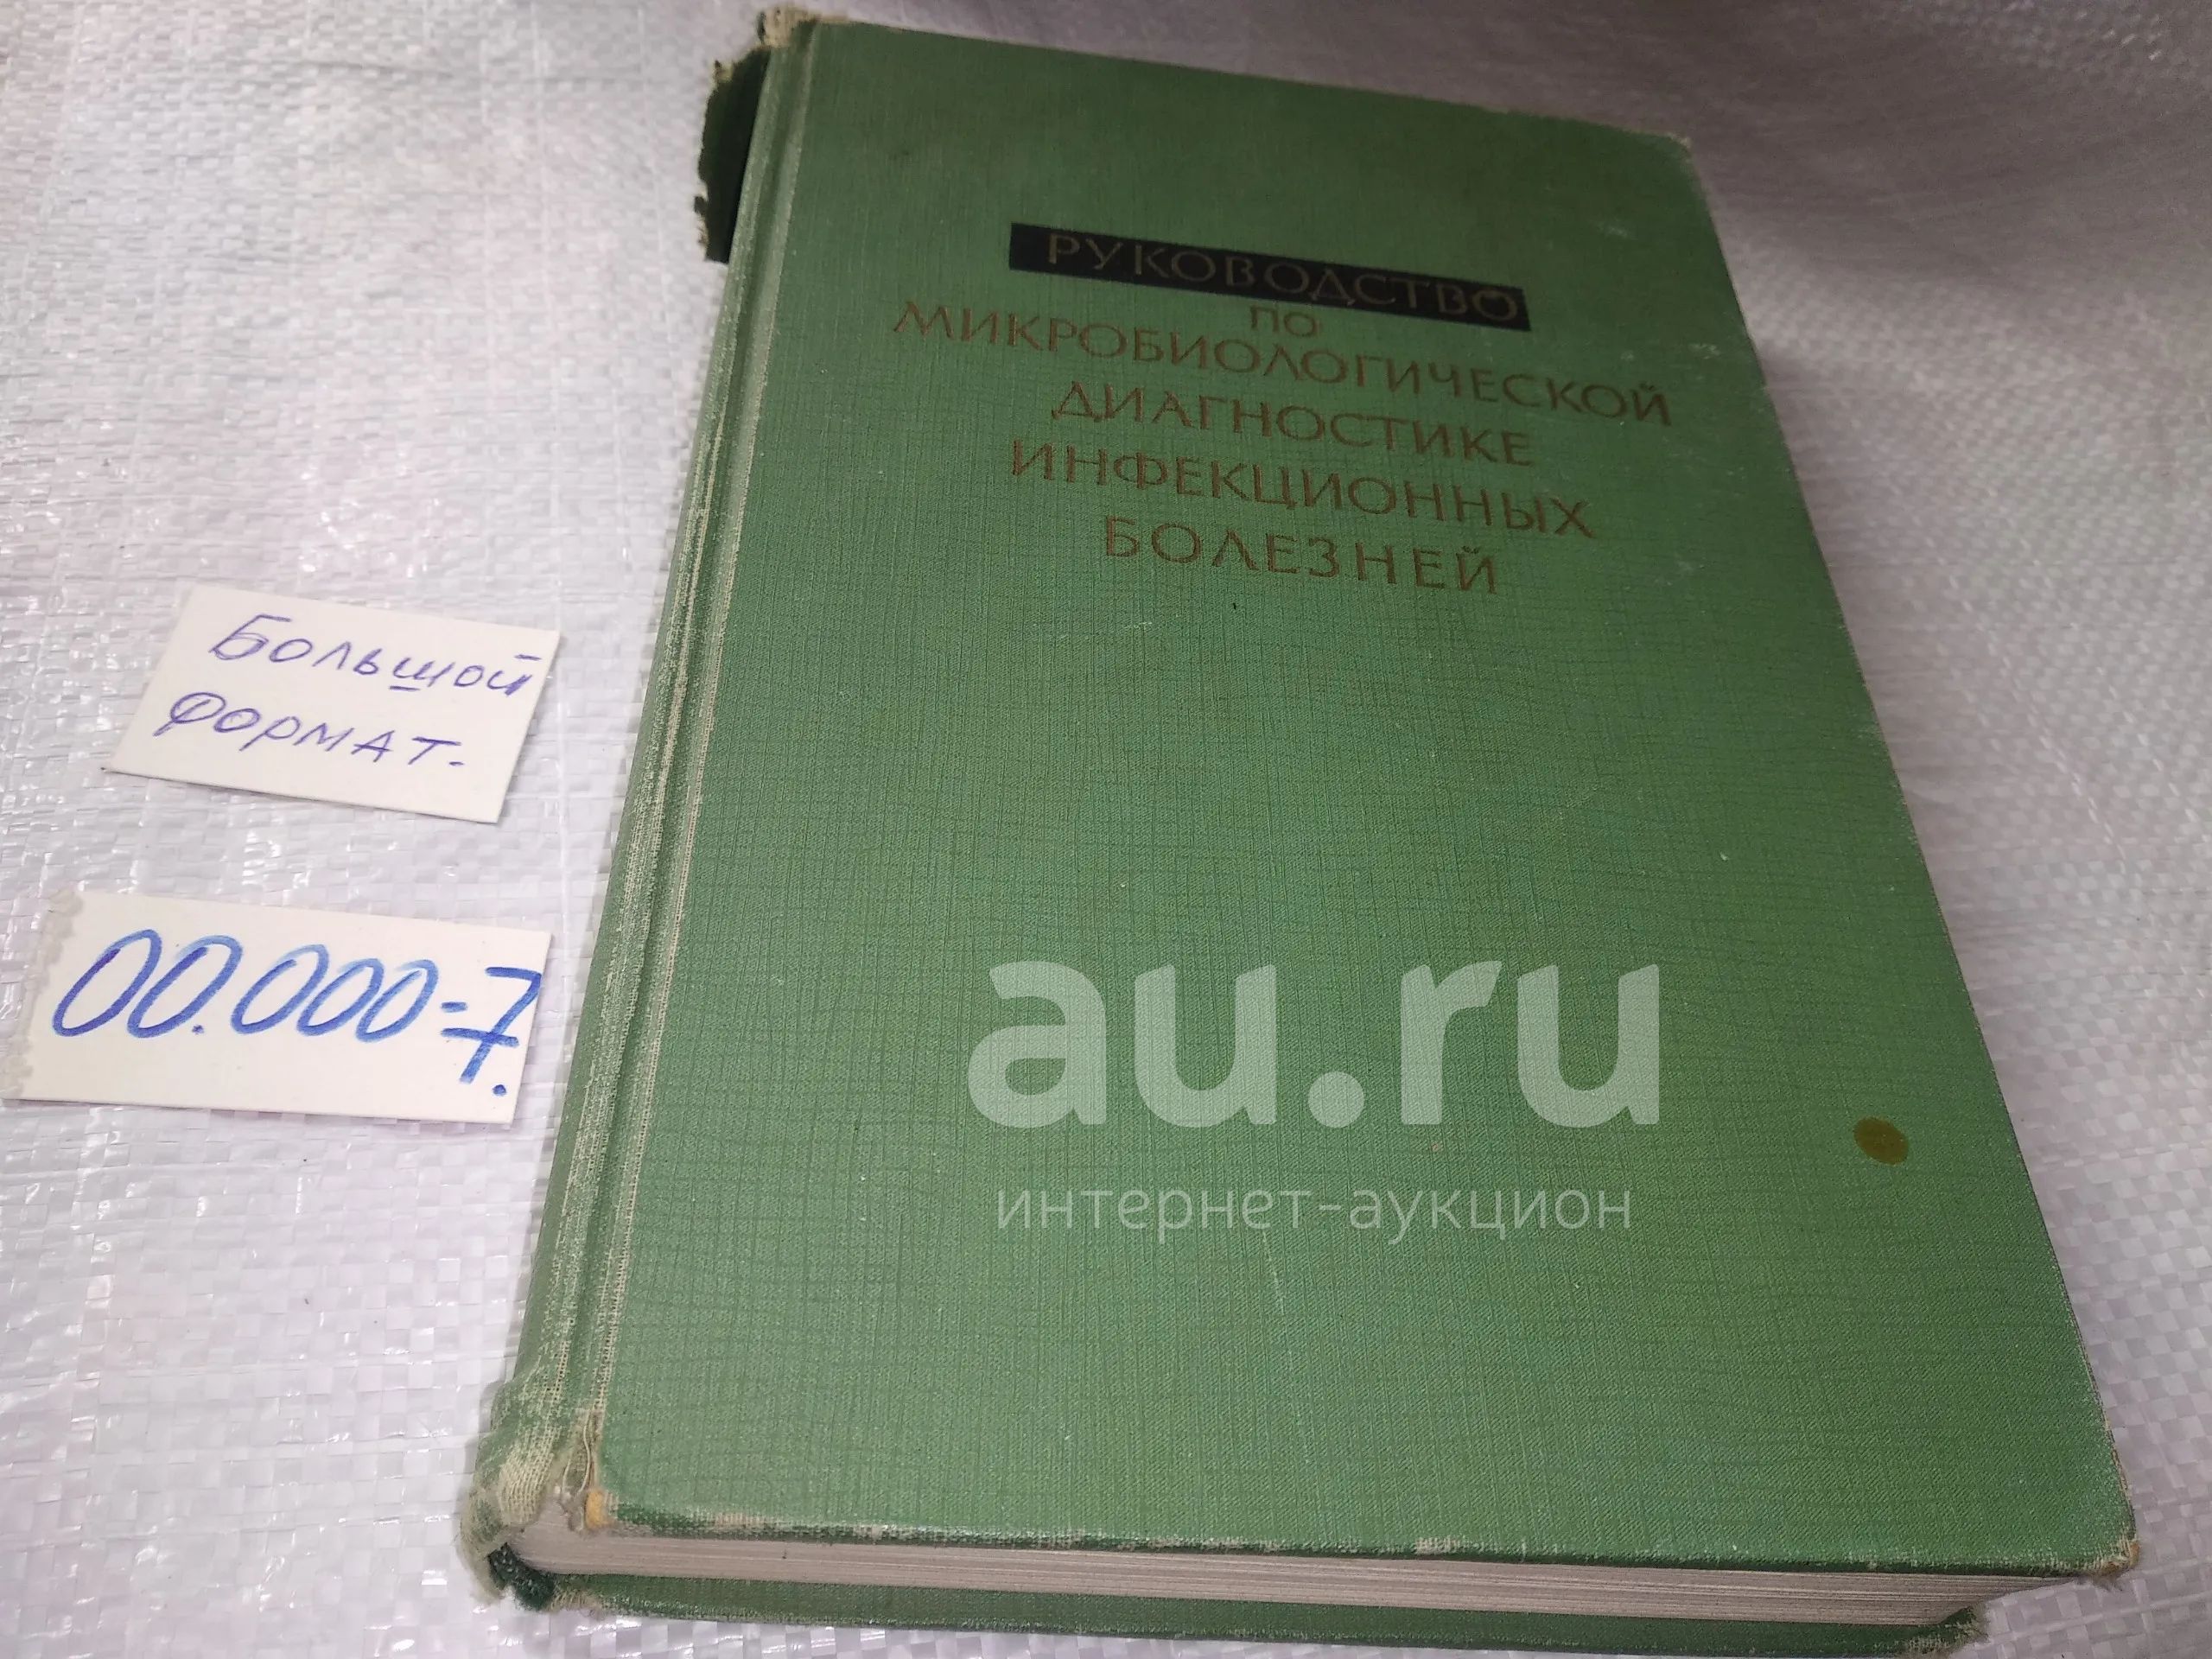 РУКОВОДСТВО
ПО
МИКРОБИОЛОГИЧЕСКОЙ
ДИАГНОСТИКЕ
ИНФЕКЦИОННЫХ
БОЛЕЗНЕЙ
Большой
формат.
00.000=7.
au.ru
интернет-аукцион